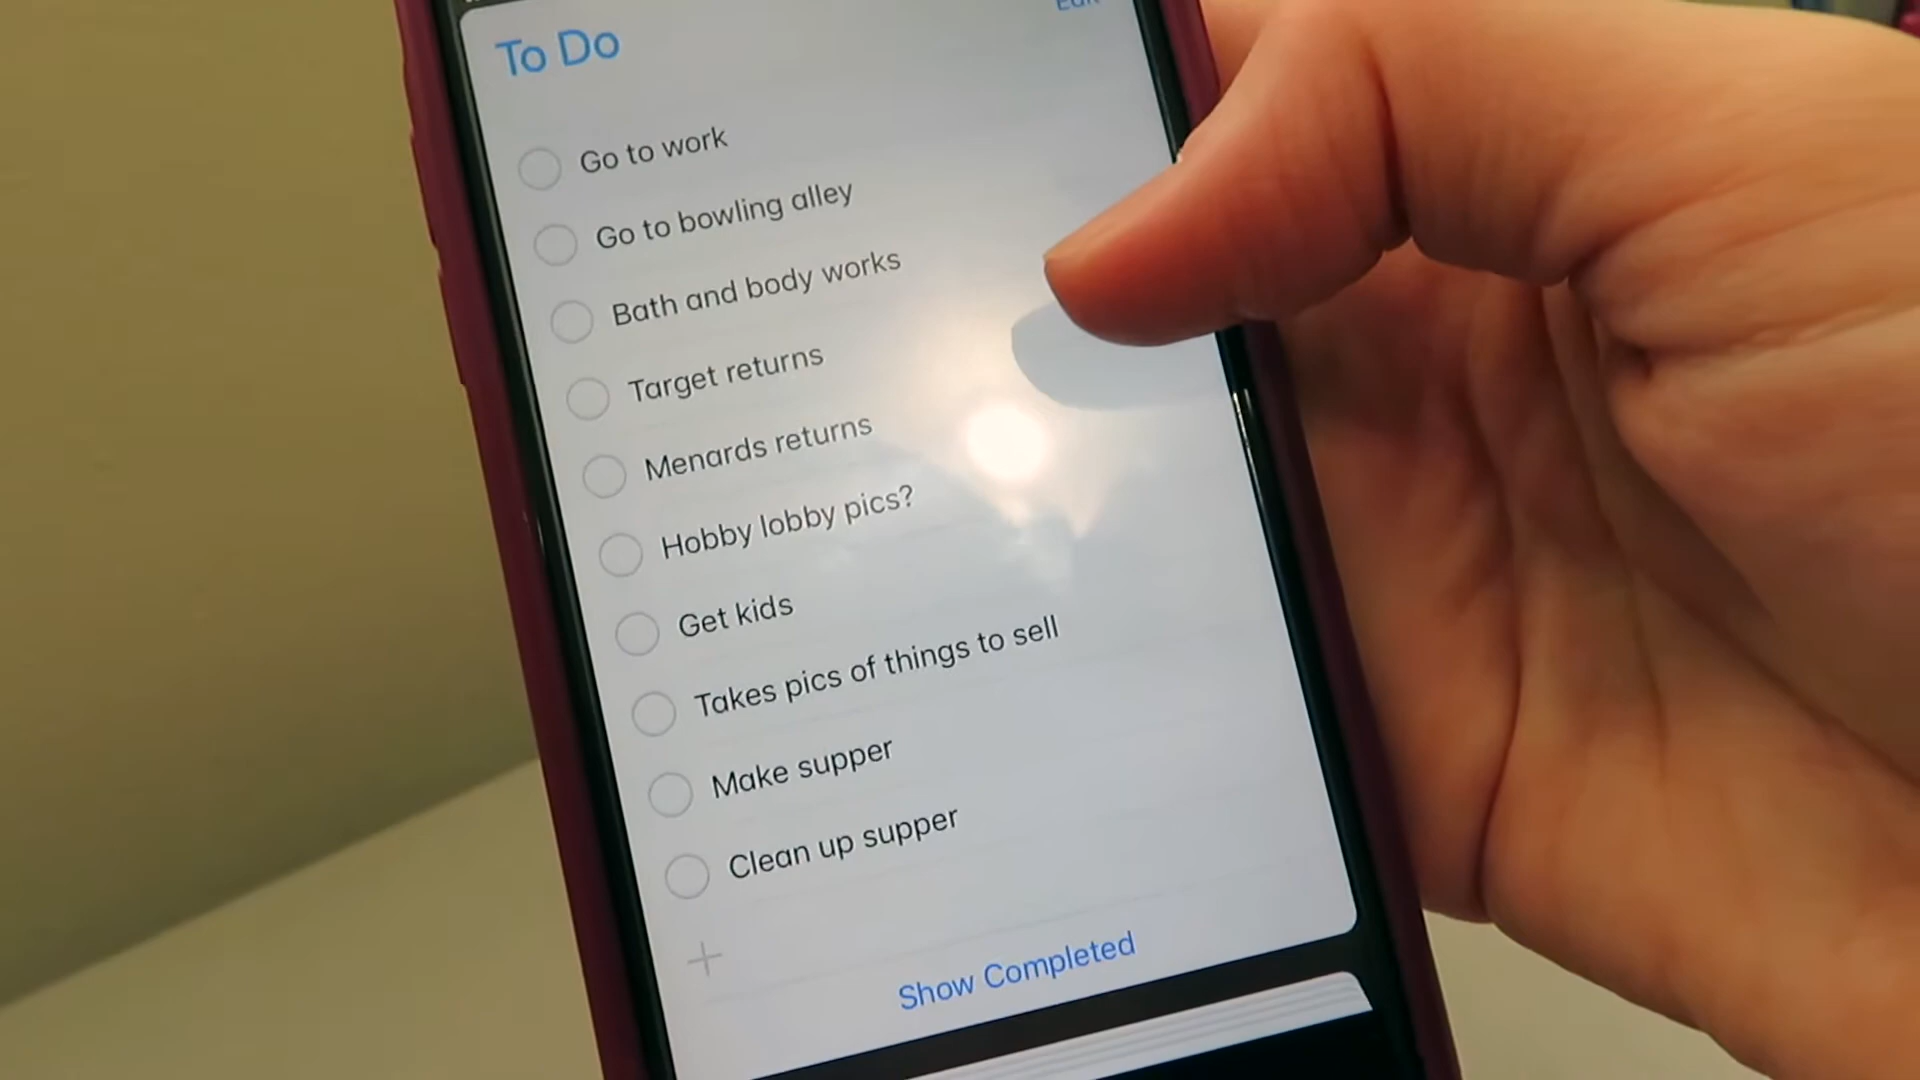 Edit
To Do
Go to work
Go to bowling alley
Bath and body works
Target returns
Menards returns
Hobby lobby pics?
Get kids
Takes pics of things to sell
Make supper
Clean up supper
+
Show Completed